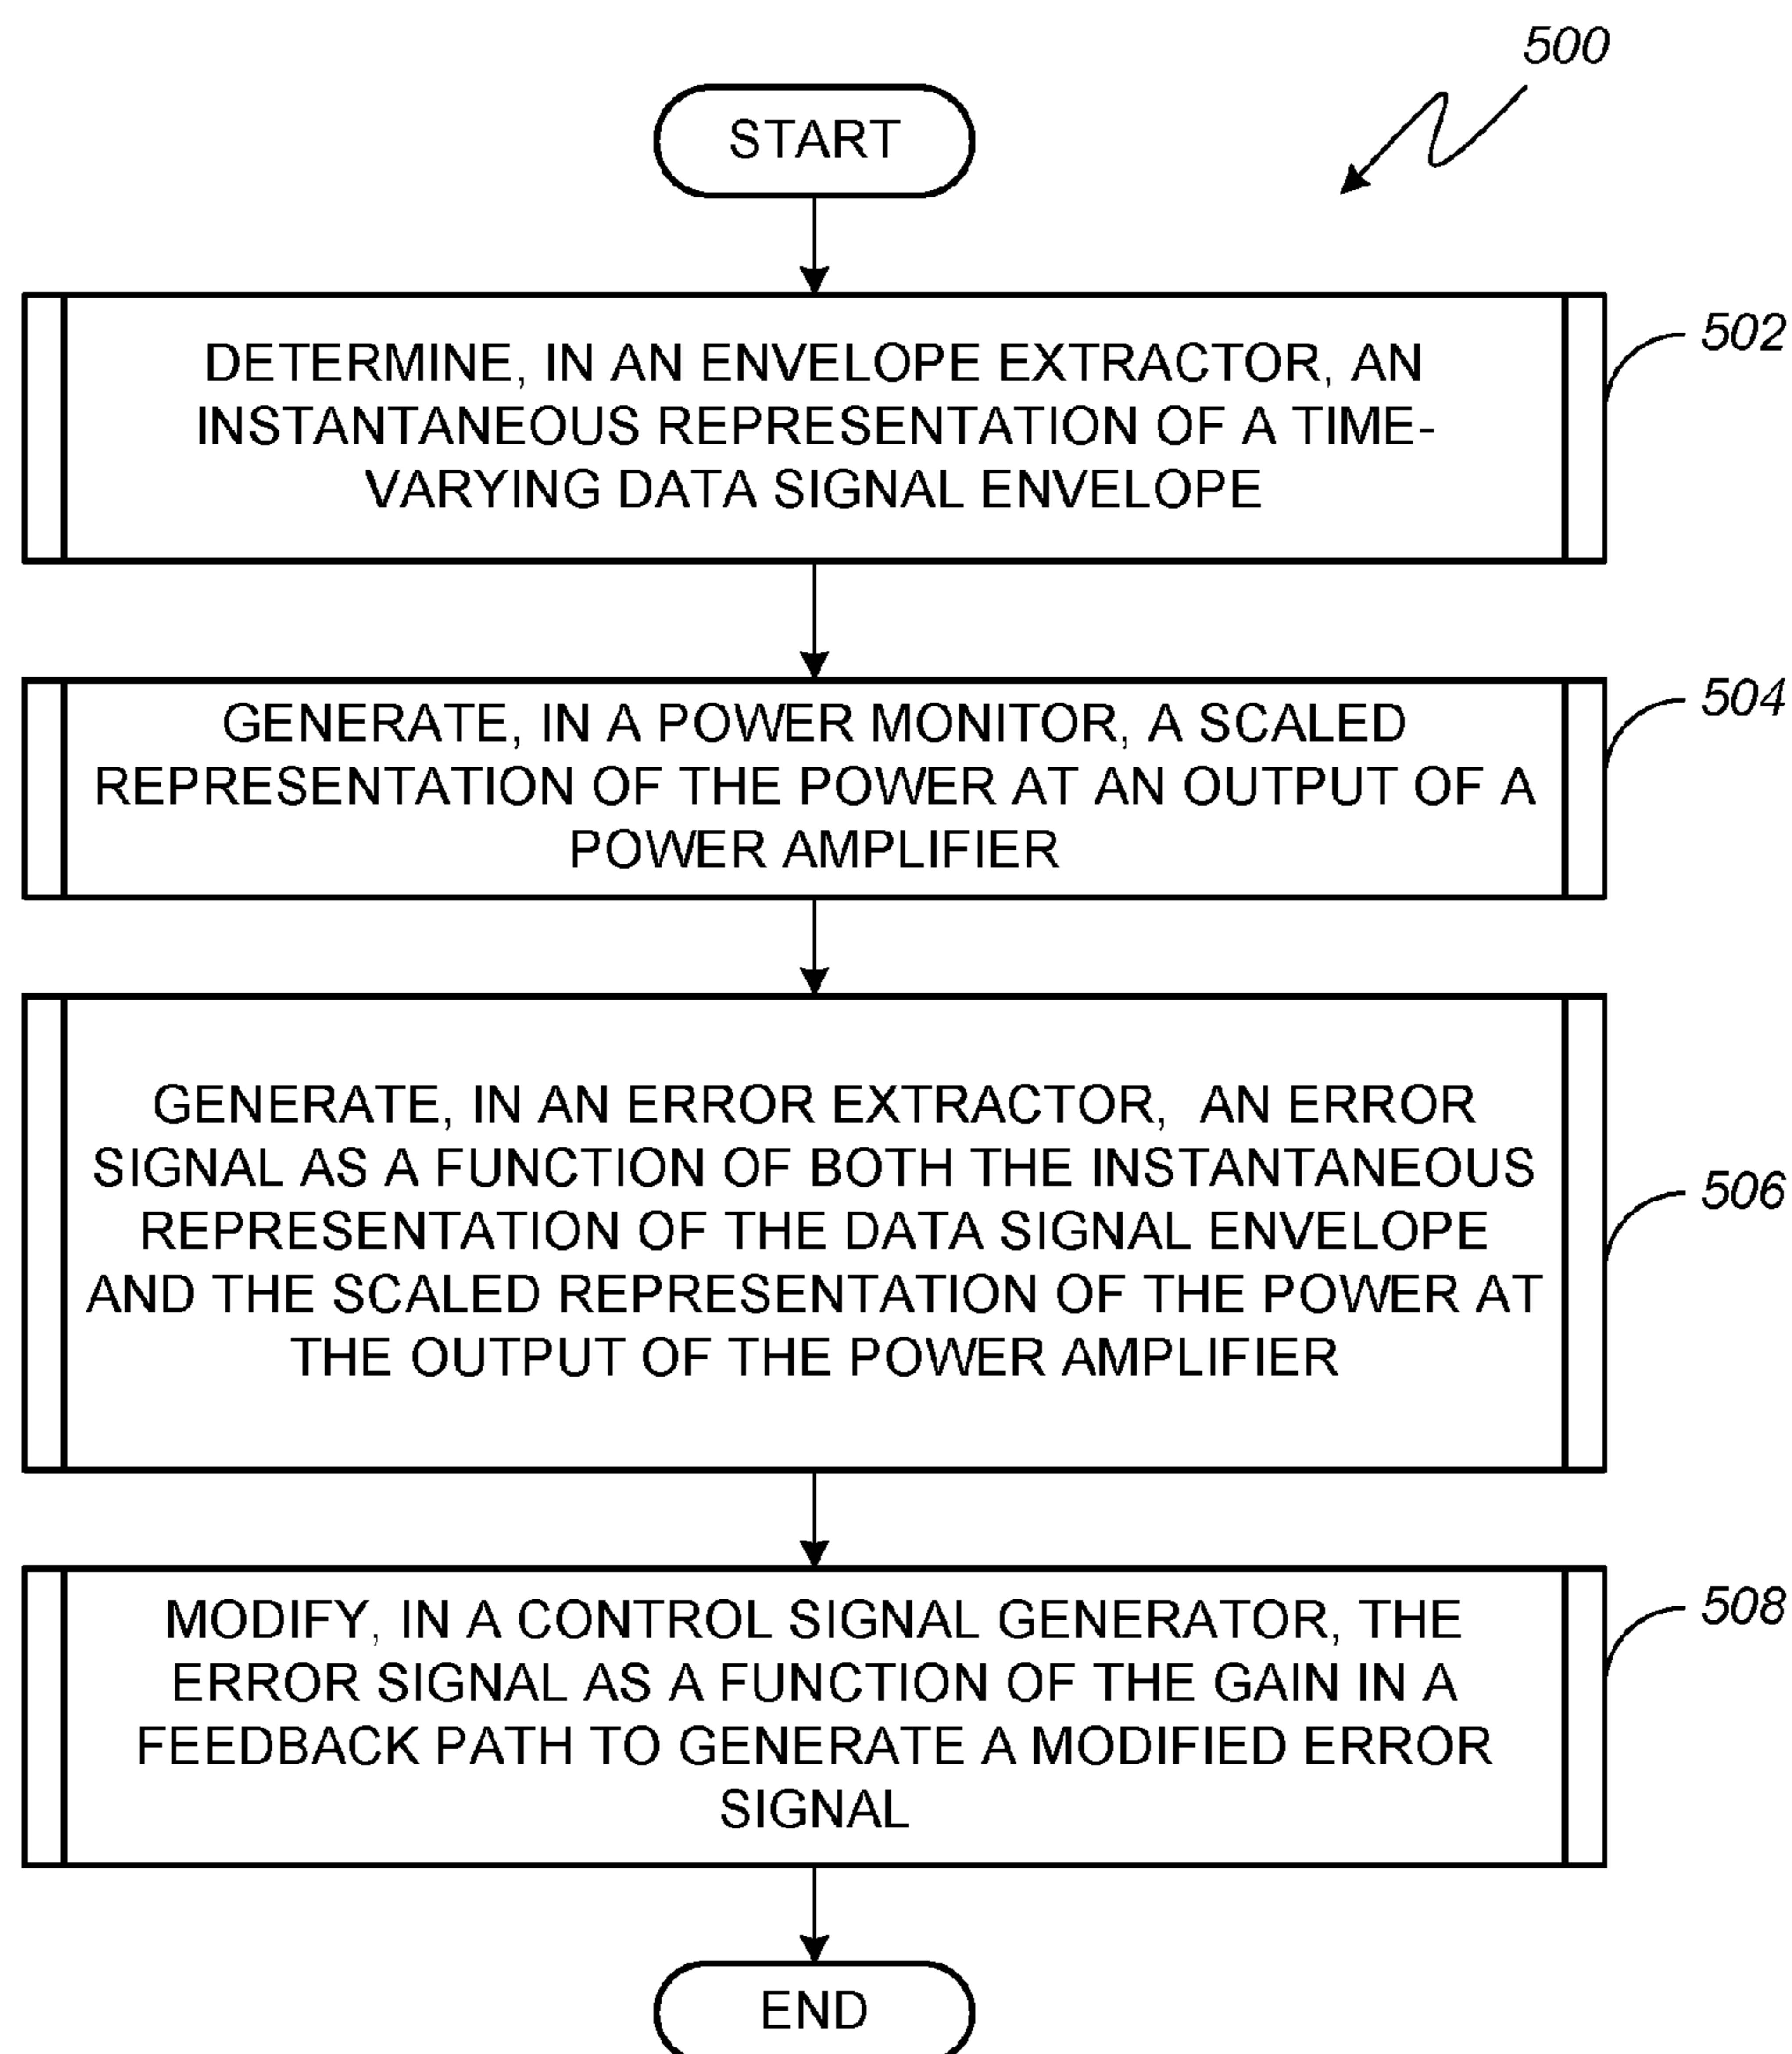 500
START
DETERMINE, IN AN ENVELOPE EXTRACTOR, AN
INSTANTANEOUS REPRESENTATION OF A TIME-
VARYING DATA SIGNAL ENVELOPE
502
GENERATE, IN A POWER MONITOR, A SCALED
REPRESENTATION OF THE POWER AT AN OUTPUT OF A
POWER AMPLIFIER
504
GENERATE, IN AN ERROR EXTRACTOR, AN ERROR
SIGNAL AS A FUNCTION OF BOTH THE INSTANTANEOUS
REPRESENTATION OF THE DATA SIGNAL ENVELOPE
AND THE SCALED REPRESENTATION OF THE POWER AT
THE OUTPUT OF THE POWER AMPLIFIER
506
MODIFY, IN A CONTROL SIGNAL GENERATOR, THE
ERROR SIGNAL AS A FUNCTION OF THE GAIN IN A
FEEDBACK PATH TO GENERATE A MODIFIED ERROR
SIGNAL
508
END